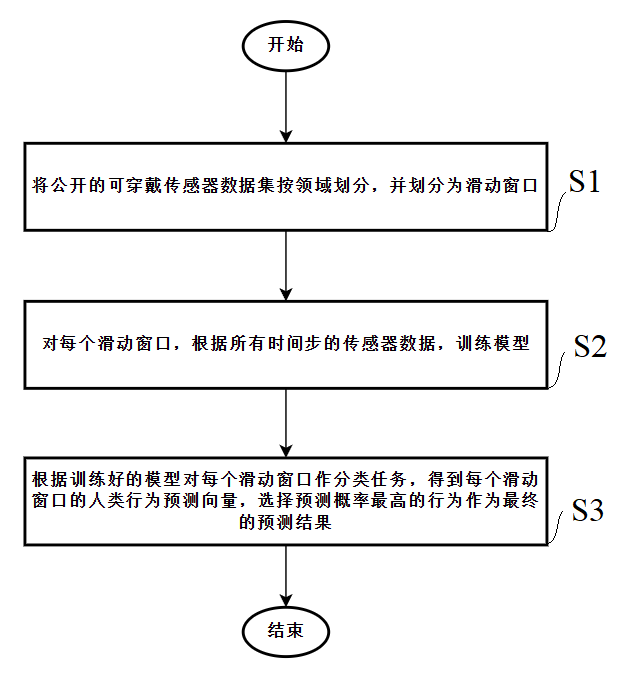 开始
将公开的可穿戴传感器数据集按领域划分，并划分为滑动窗口
S1
对每个滑动窗口，根据所有时间步的传感器数据，训练模型
S2
根据训练好的模型对每个滑动窗口作分类任务，得到每个滑动
窗口的人类行为预测向量，选择预测概率最高的行为作为最终
的预测结果
S3
结束